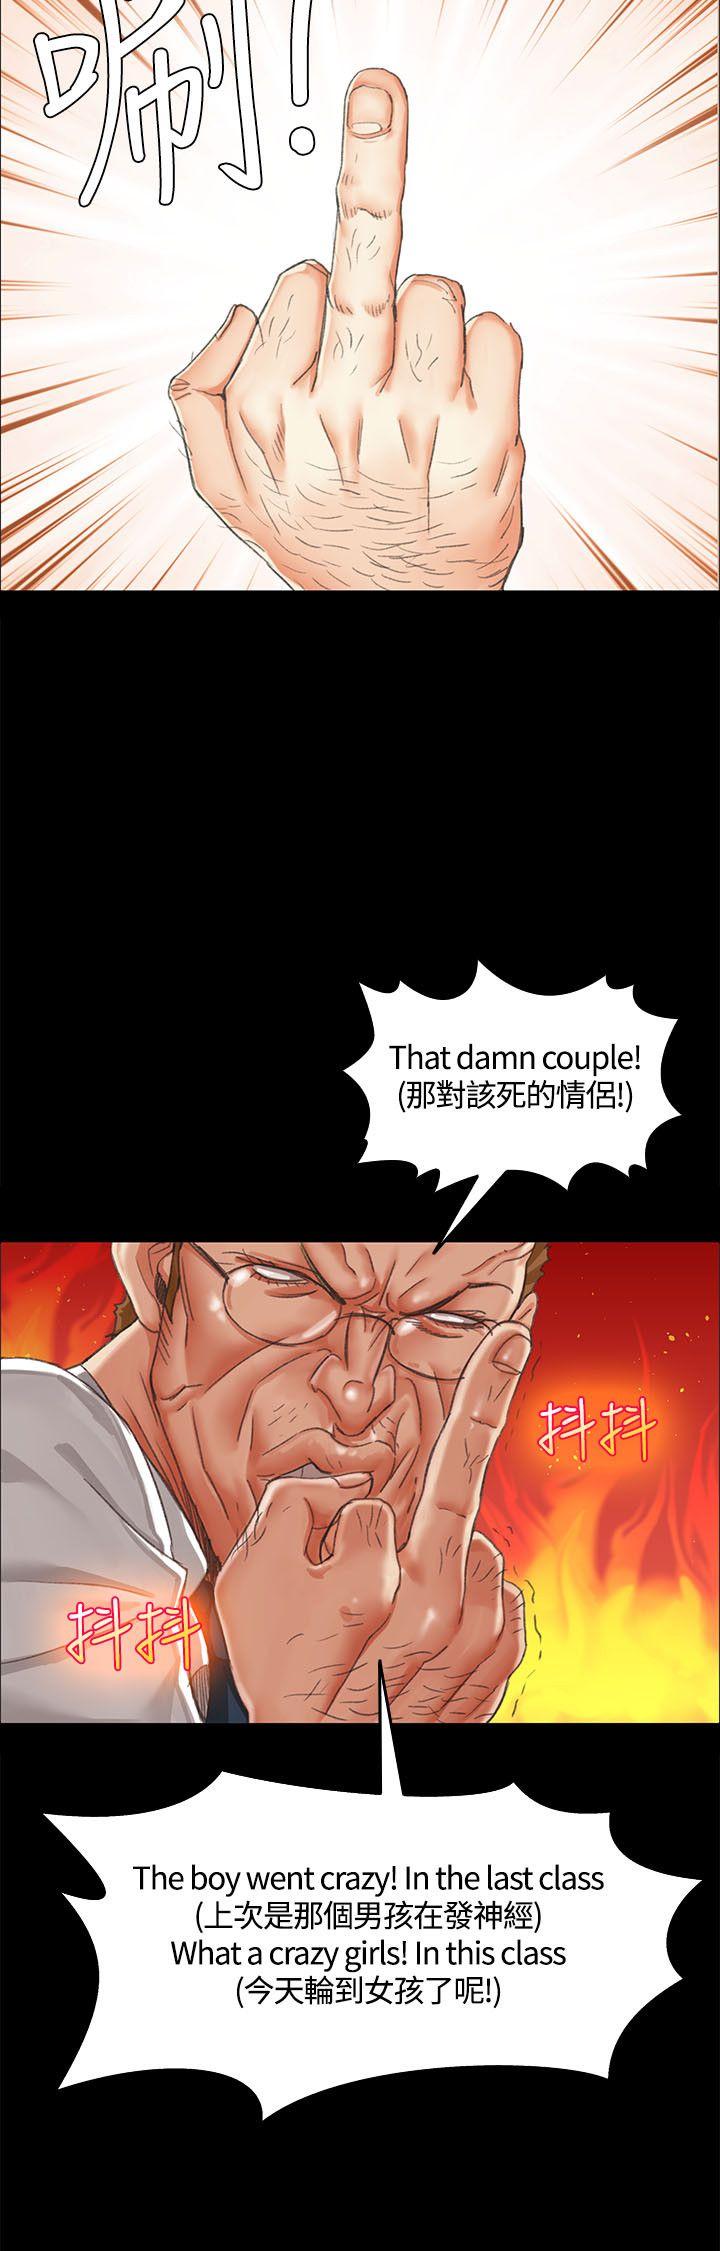 唰!
That damn couple!
(那對該死的情侶!)
抖抖
抖抖
The boy went crazy! In the last class
(上次是那個男孩在發神經)
What a crazy girls! In this class
(今天輪到女孩了呢!)